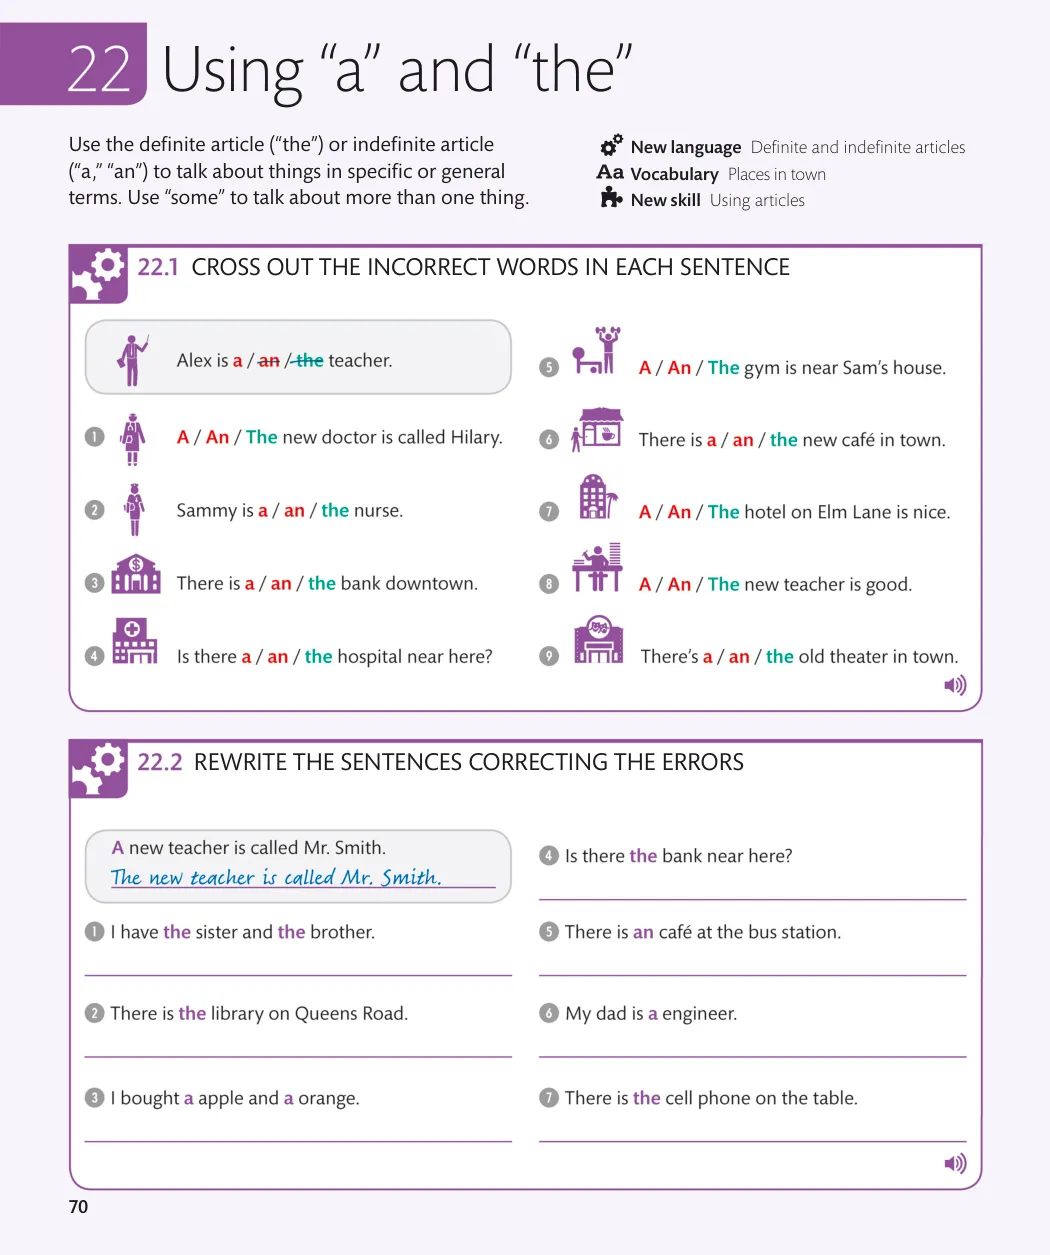 22 Using “a” and “the”
Use the definite article (“the”) or indefinite article
(“a,” “an”) to talk about things in specific or general
terms. Use “some” to talk about more than one thing.
New language Definite and indefinite articles
Aa Vocabulary Places in town
New skill Using articles
22.1 CROSS OUT THE INCORRECT WORDS IN EACH SENTENCE
Alex is a / an / the teacher.
1 A / An / The new doctor is called Hilary.
2 Sammy is a / an / the nurse.
3 There is a / an / the bank downtown.
4 Is there a / an / the hospital near here?
5 A / An / The gym is near Sam’s house.
6 There is a / an / the new café in town.
7 A / An / The hotel on Elm Lane is nice.
8 A / An / The new teacher is good.
9 There’s a / an / the old theater in town.
22.2 REWRITE THE SENTENCES CORRECTING THE ERRORS
A new teacher is called Mr. Smith.
The new teacher is called Mr. Smith.
1 I have the sister and the brother.
2 There is the library on Queens Road.
3 I bought a apple and a orange.
4 Is there the bank near here?
5 There is an café at the bus station.
6 My dad is a engineer.
7 There is the cell phone on the table.
70